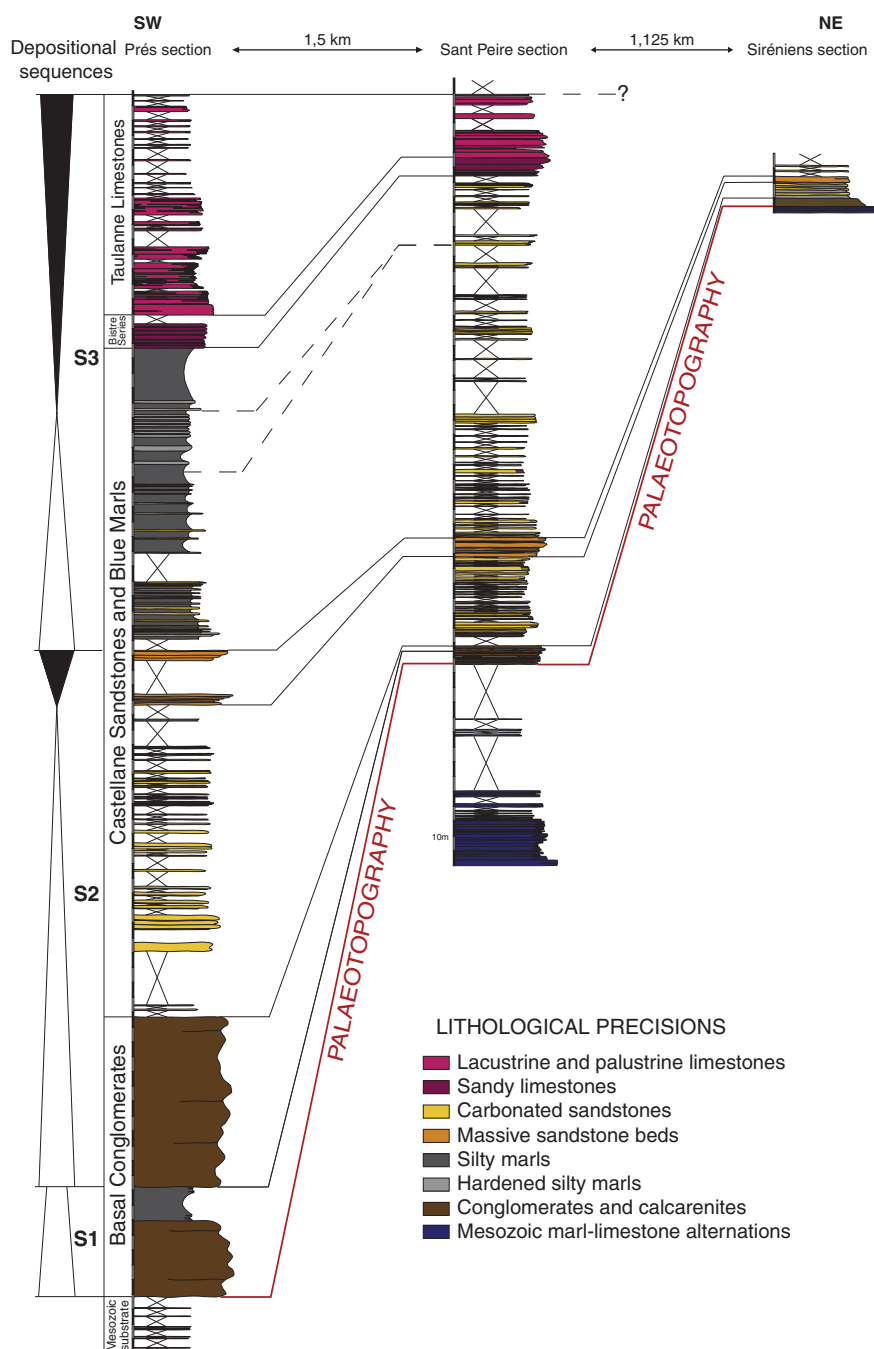 SW
NE
Depositional
sequences
Prés section
1,5 km
Sant Peire section
1,125 km
Siréniens section
?
Taulanne Limestones
Bistre
Series
S3
Castellane Sandstones and Blue Marls
PALAEOTOPOGRAPHY
10m
S2
PALAEOTOPOGRAPHY
Basal Conglomerates
S1
Mesozoic
substrate
LITHOLOGICAL PRECISIONS
Lacustrine and palustrine limestones
Sandy limestones
Carbonated sandstones
Massive sandstone beds
Silty marls
Hardened silty marls
Conglomerates and calcarenites
Mesozoic marl-limestone alternations